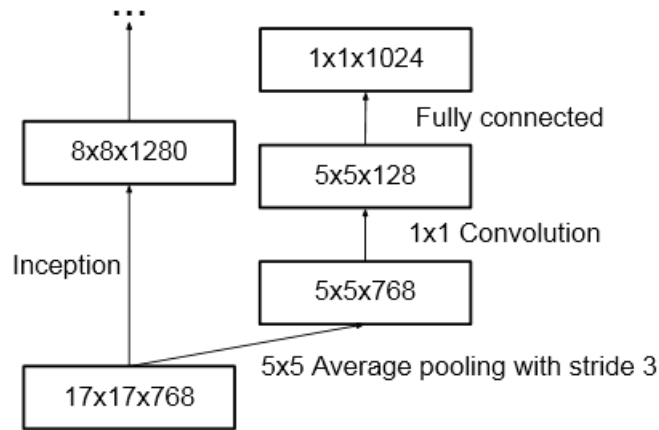 ...
1x1x1024
Fully connected
8x8x1280
5x5x128
1x1 Convolution
Inception
5x5x768
5x5 Average pooling with stride 3
17x17x768